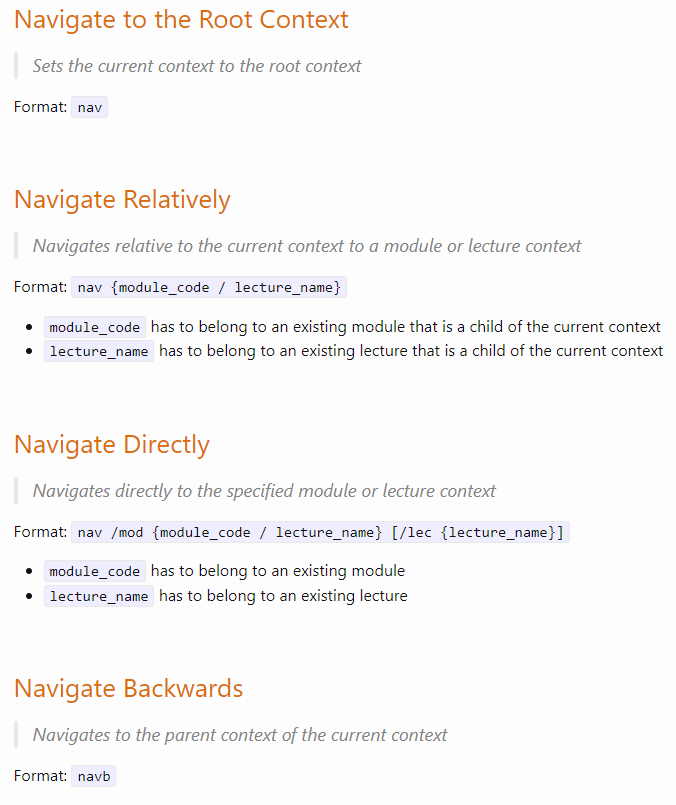 Navigate to the Root Context
Sets the current context to the root context
Format: nav
Navigate Relatively
Navigates relative to the current context to a module or lecture context
Format: nav {module_code / lecture_name}
module_code has to belong to an existing module that is a child of the current context
lecture_name has to belong to an existing lecture that is a child of the current context
Navigate Directly
Navigates directly to the specified module or lecture context
Format: nav /mod {module_code / lecture_name} [/lec {lecture_name}]
module_code has to belong to an existing module
lecture_name has to belong to an existing lecture
Navigate Backwards
Navigates to the parent context of the current context
Format: navb